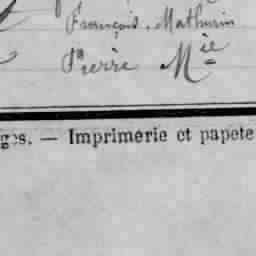 François Mathurin
Pierre Mie
ges. — Imprimerie et papete